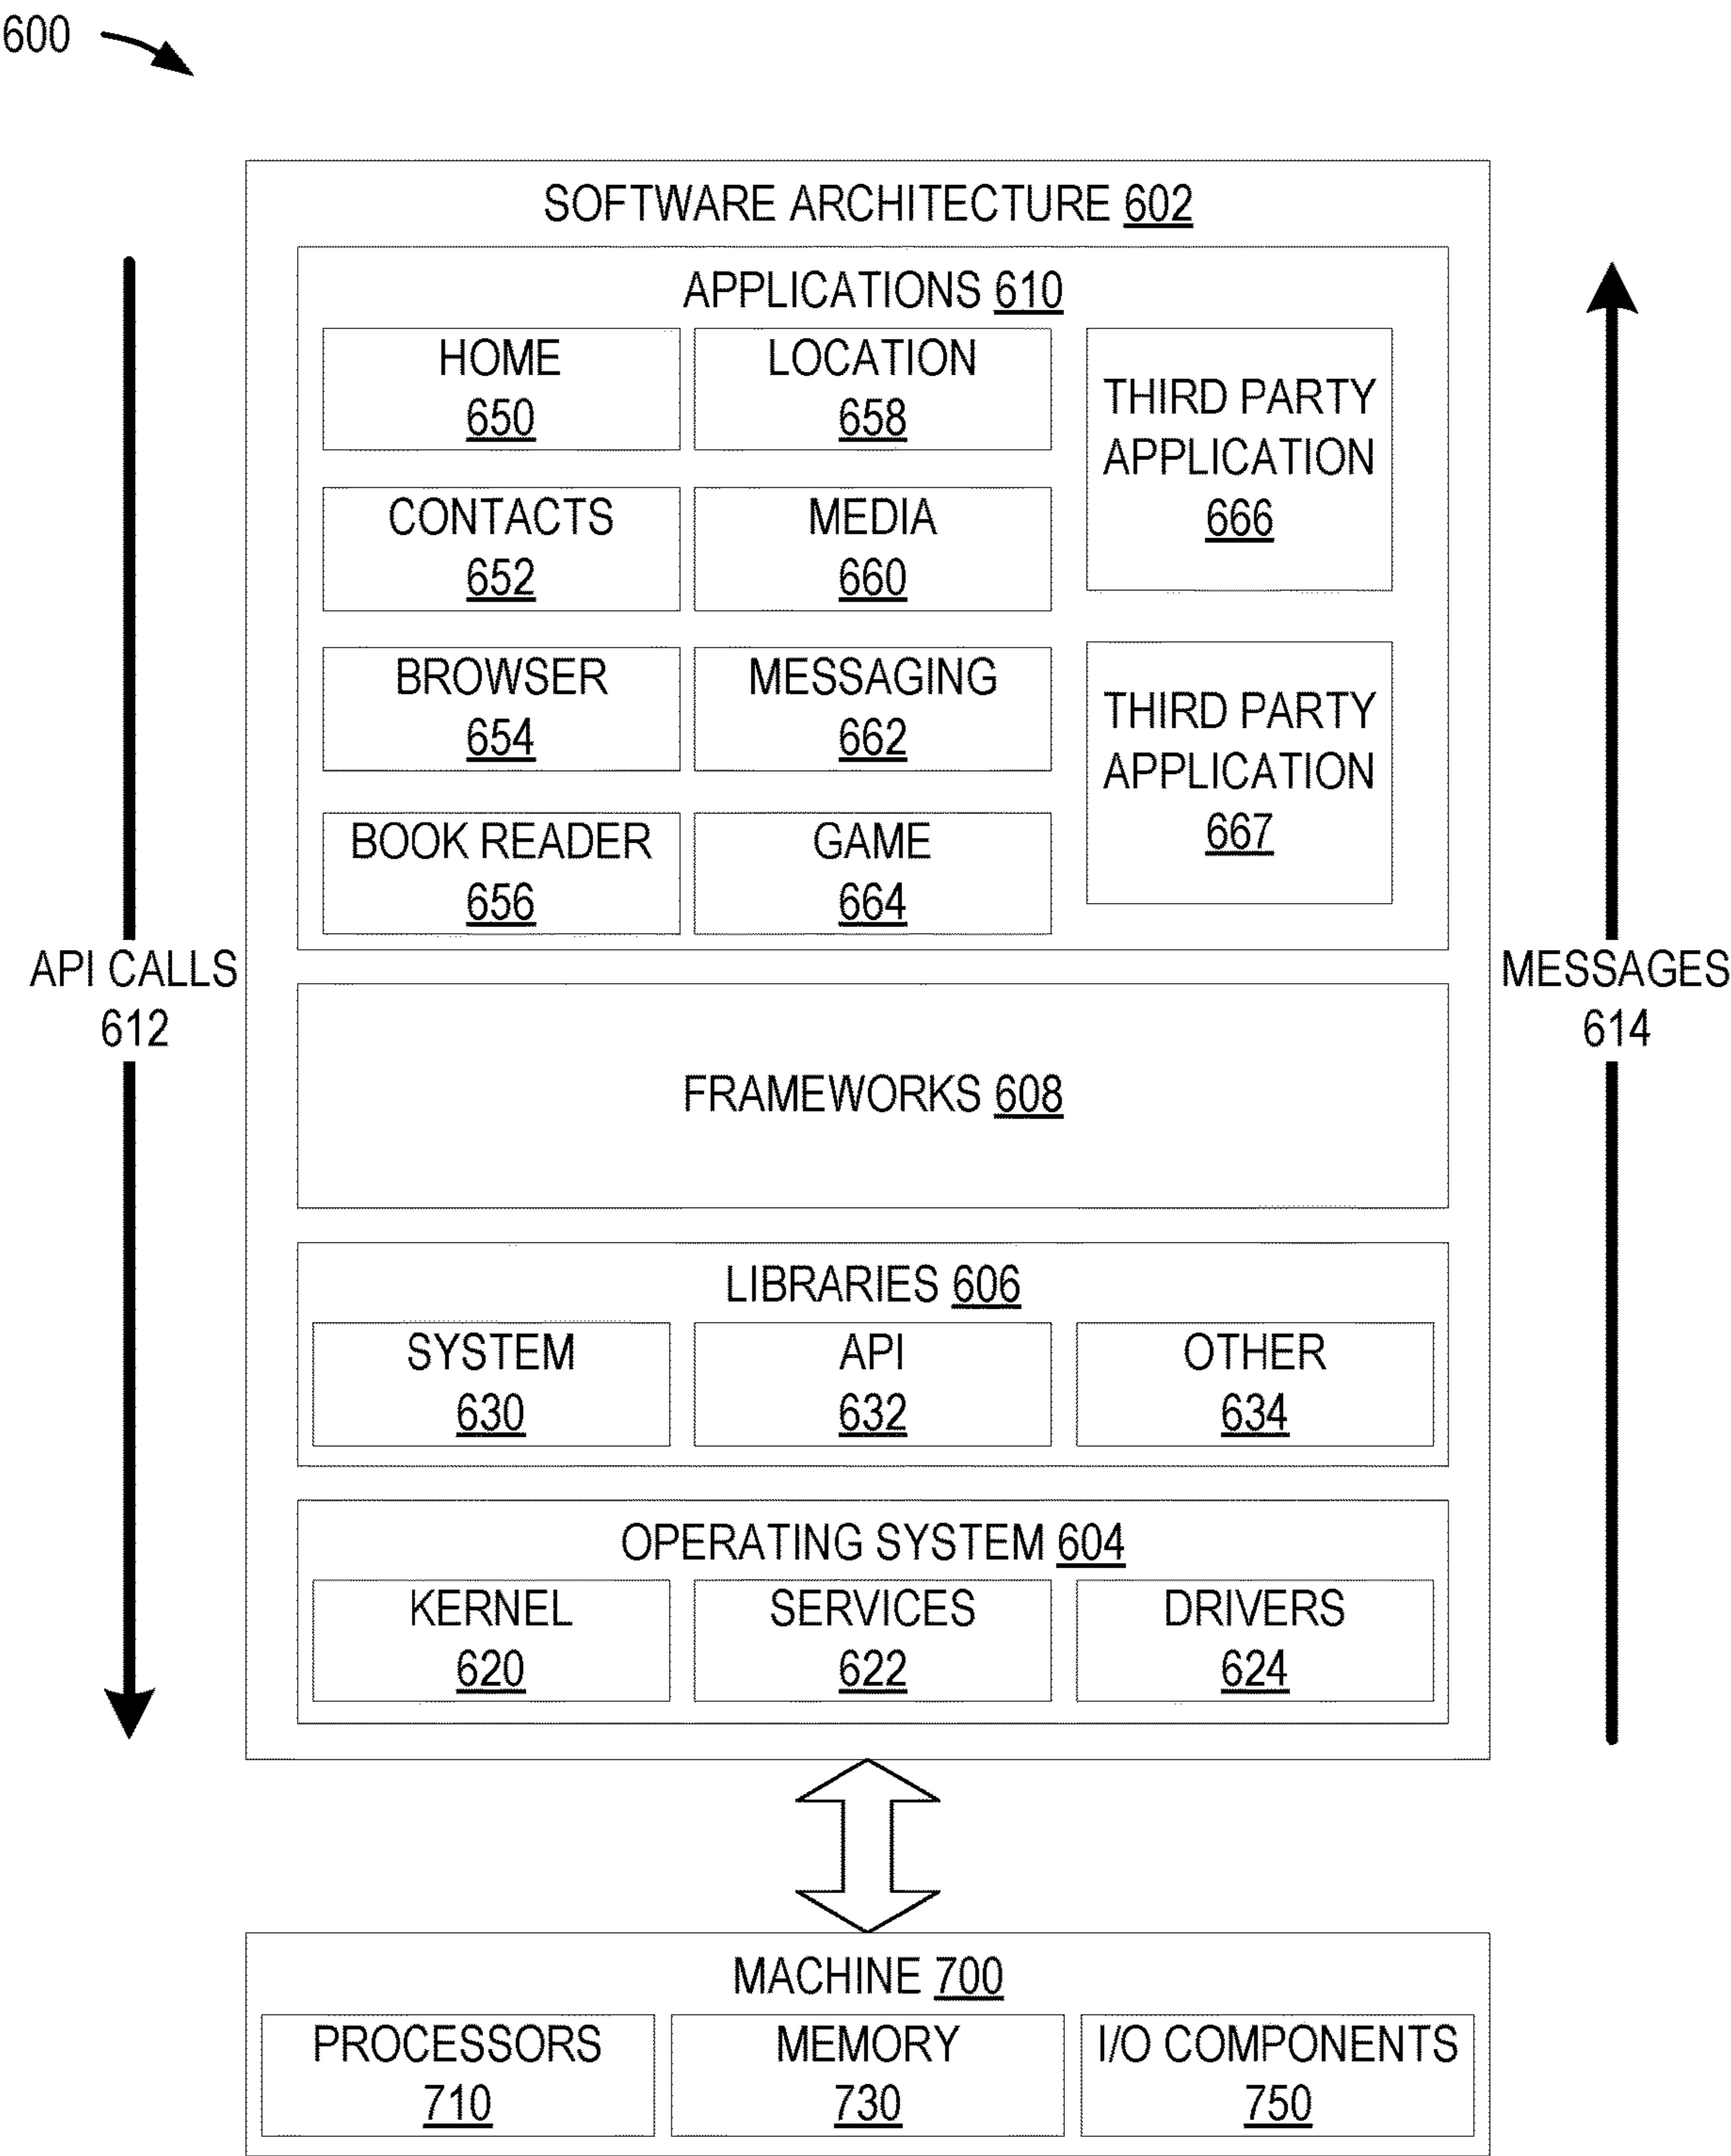 600
SOFTWARE ARCHITECTURE 602
APPLICATIONS 610
HOME
650
LOCATION
658
THIRD PARTY
APPLICATION
666
CONTACTS
652
MEDIA
660
BROWSER
654
MESSAGING
662
THIRD PARTY
APPLICATION
667
BOOK READER
656
GAME
664
API CALLS
612
MESSAGES
614
FRAMEWORKS 608
LIBRARIES 606
SYSTEM
630
API
632
OTHER
634
OPERATING SYSTEM 604
KERNEL
620
SERVICES
622
DRIVERS
624
MACHINE 700
PROCESSORS
710
MEMORY
730
I/O COMPONENTS
750